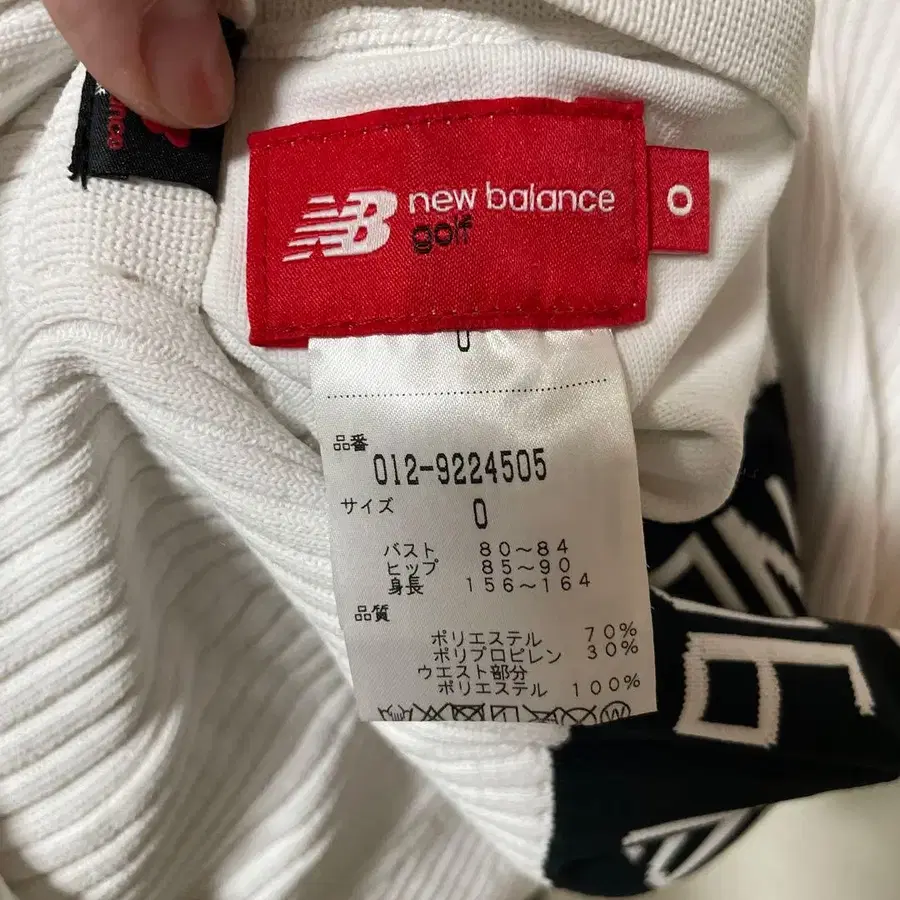 nce
new balance
golf
0
0
品番
012-9224505
サイズ
0
バスト 80～84
ヒップ 85～90
身長 156～164
品質
ポリエステル 70%
ポリプロピレン 30%
ウエスト部分
ポリエステル 100%